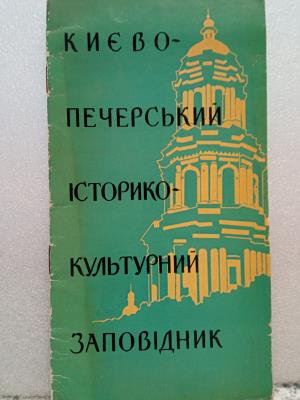 КИЄВО-
ПЕЧЕРСЬКИЙ
ІСТОРИКО-
КУЛЬТУРНИЙ
ЗАПОВІДНИК